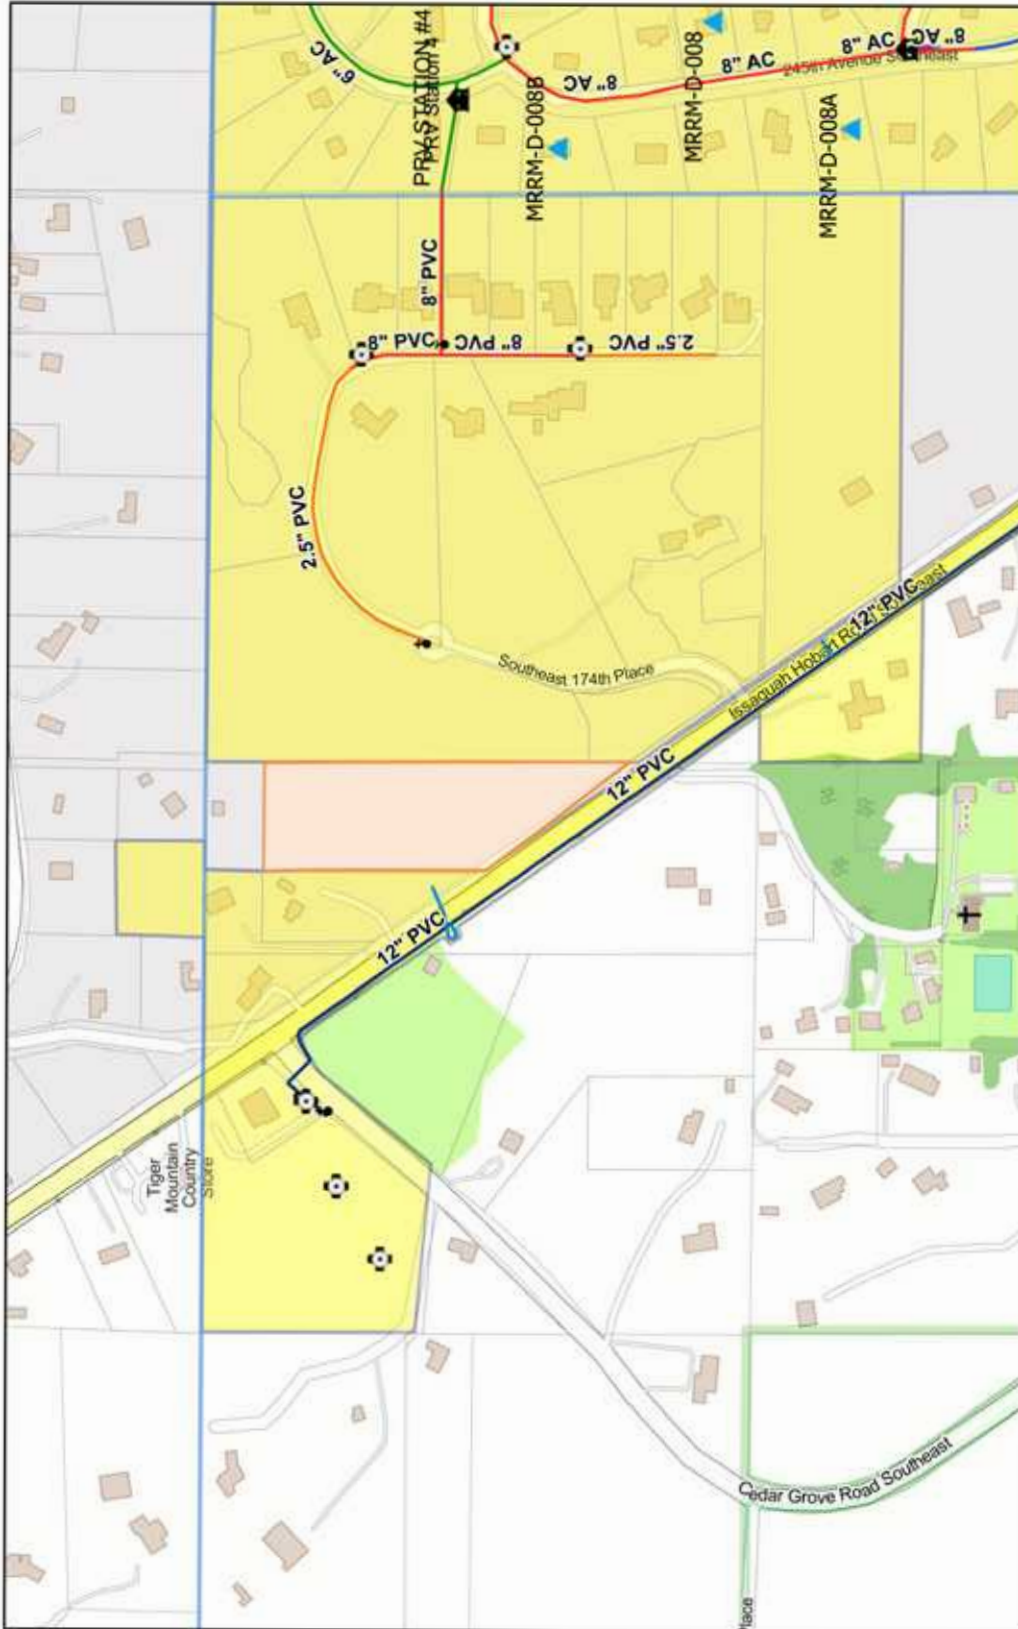 6" AC
PRV STATION #4
PRV Station 4
8" AC
MRRM-D-008B
MRRM-D-008
8" AC
8" AC
8" AC
8" AC
245th Avenue Southeast
MRRM-D-008A
8" PVC
8" PVC
8" PVC
2.5" PVC
2.5" PVC
Southeast 174th Place
Issaquah Hobart Road Southeast
12" PVC
12" PVC
12" PVC
Tiger
Mountain
Country
Store
Cedar Grove Road Southeast
Place